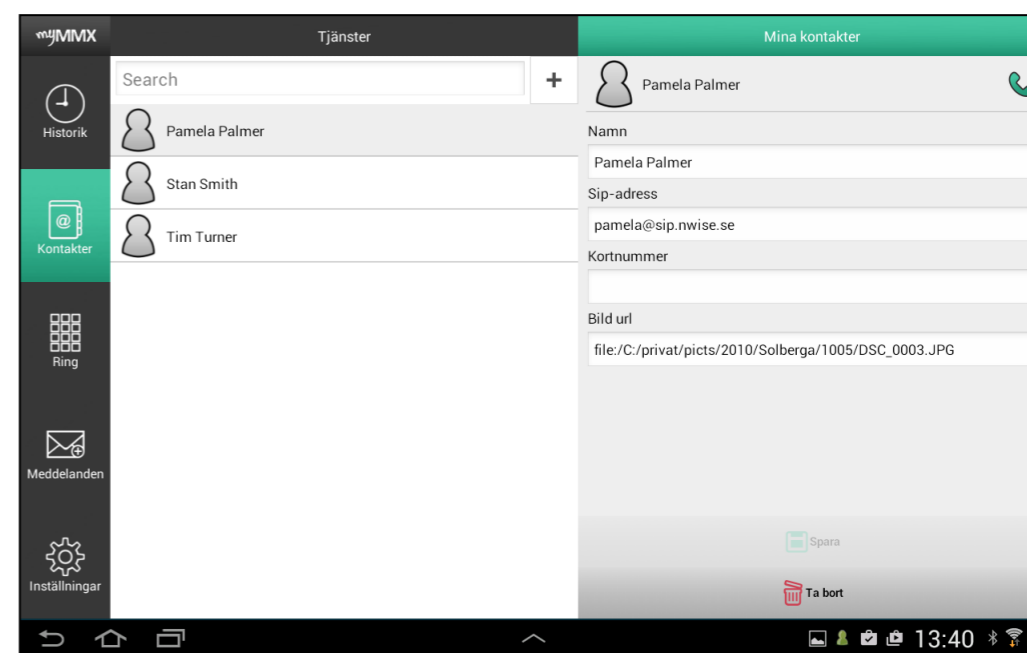 myMMX
Tjänster
Mina kontakter
Historik
Kontakter
@
Ring
Meddelanden
Inställningar
Search
+
Pamela Palmer
Stan Smith
Tim Turner
Pamela Palmer
Namn
Pamela Palmer
Sip-adress
pamela@sip.nwise.se
Kortnummer
Bild url
file:/C:/privat/picts/2010/Solberga/1005/DSC_0003.JPG
Spara
Ta bort
13:40